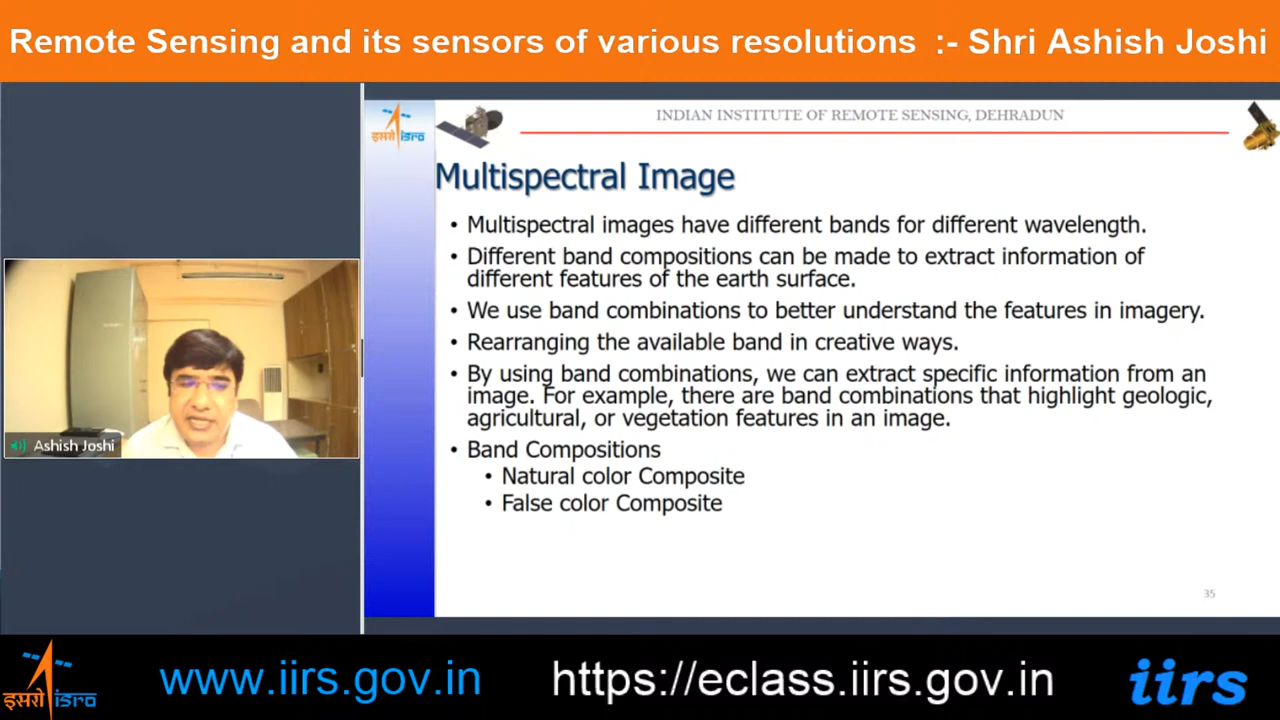 Remote Sensing and its sensors of various resolutions :- Shri Ashish Joshi
इसरो isro
INDIAN INSTITUTE OF REMOTE SENSING, DEHRADUN
Multispectral Image
• Multispectral images have different bands for different wavelength.
• Different band compositions can be made to extract information of
different features of the earth surface.
• We use band combinations to better understand the features in imagery.
• Rearranging the available band in creative ways.
• By using band combinations, we can extract specific information from an
image. For example, there are band combinations that highlight geologic,
agricultural, or vegetation features in an image.
• Band Compositions
• Natural color Composite
• False color Composite
35
Ashish Joshi
इसरो isro
www.iirs.gov.in https://eclass.iirs.gov.in iirs